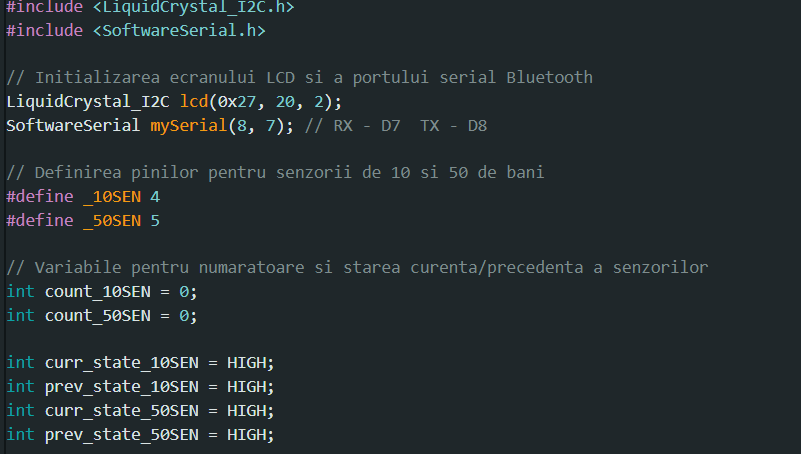 #include <LiquidCrystal_I2C.h>
#include <SoftwareSerial.h>
// Initializarea ecranului LCD si a portului serial Bluetooth
LiquidCrystal_I2C lcd(0x27, 20, 2);
SoftwareSerial mySerial(8, 7); // RX - D7  TX - D8
// Definirea pinilor pentru senzorii de 10 si 50 de bani
#define _10SEN 4
#define _50SEN 5
// Variabile pentru numaratoare si starea curenta/precedenta a senzorilor
int count_10SEN = 0;
int count_50SEN = 0;
int curr_state_10SEN = HIGH;
int prev_state_10SEN = HIGH;
int curr_state_50SEN = HIGH;
int prev_state_50SEN = HIGH;